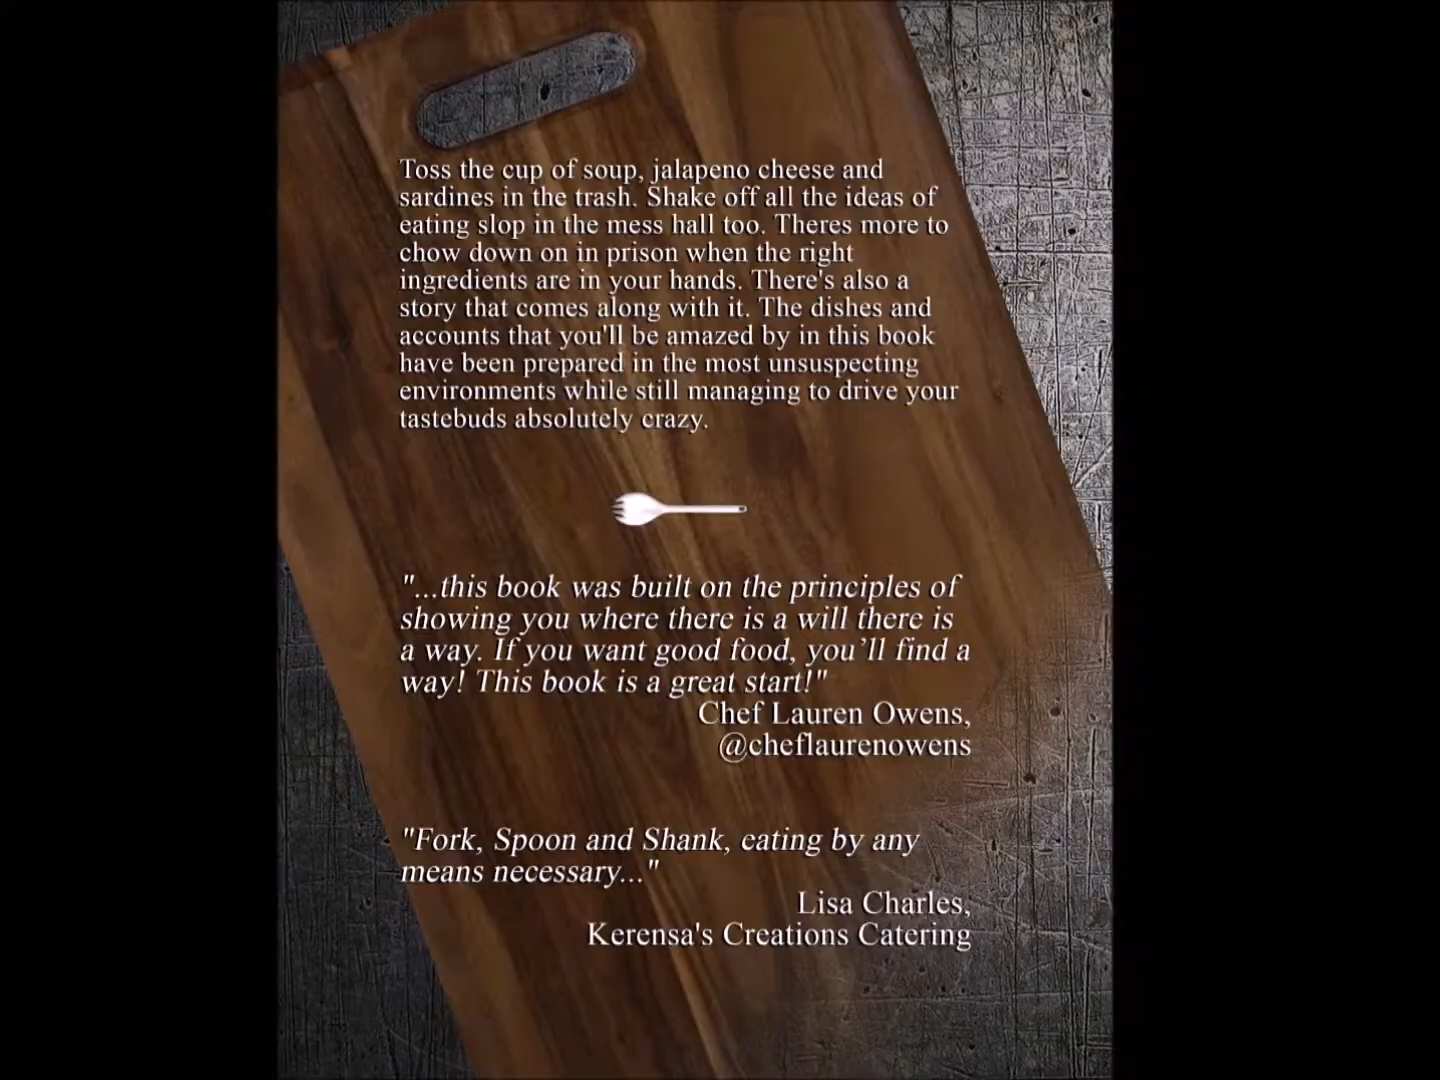 Toss the cup of soup, jalapeno cheese and
sardines in the trash. Shake off all the ideas of
eating slop in the mess hall too. Theres more to
chow down on in prison when the right
ingredients are in your hands. There's also a
story that comes along with it. The dishes and
accounts that you'll be amazed by in this book
have been prepared in the most unsuspecting
environments while still managing to drive your
tastebuds absolutely crazy.
"...this book was built on the principles of
showing you where there is a will there is
a way. If you want good food, you’ll find a
way! This book is a great start!"
Chef Lauren Owens,
@cheflaurenowens
"Fork, Spoon and Shank, eating by any
means necessary..."
Lisa Charles,
Kerensa's Creations Catering